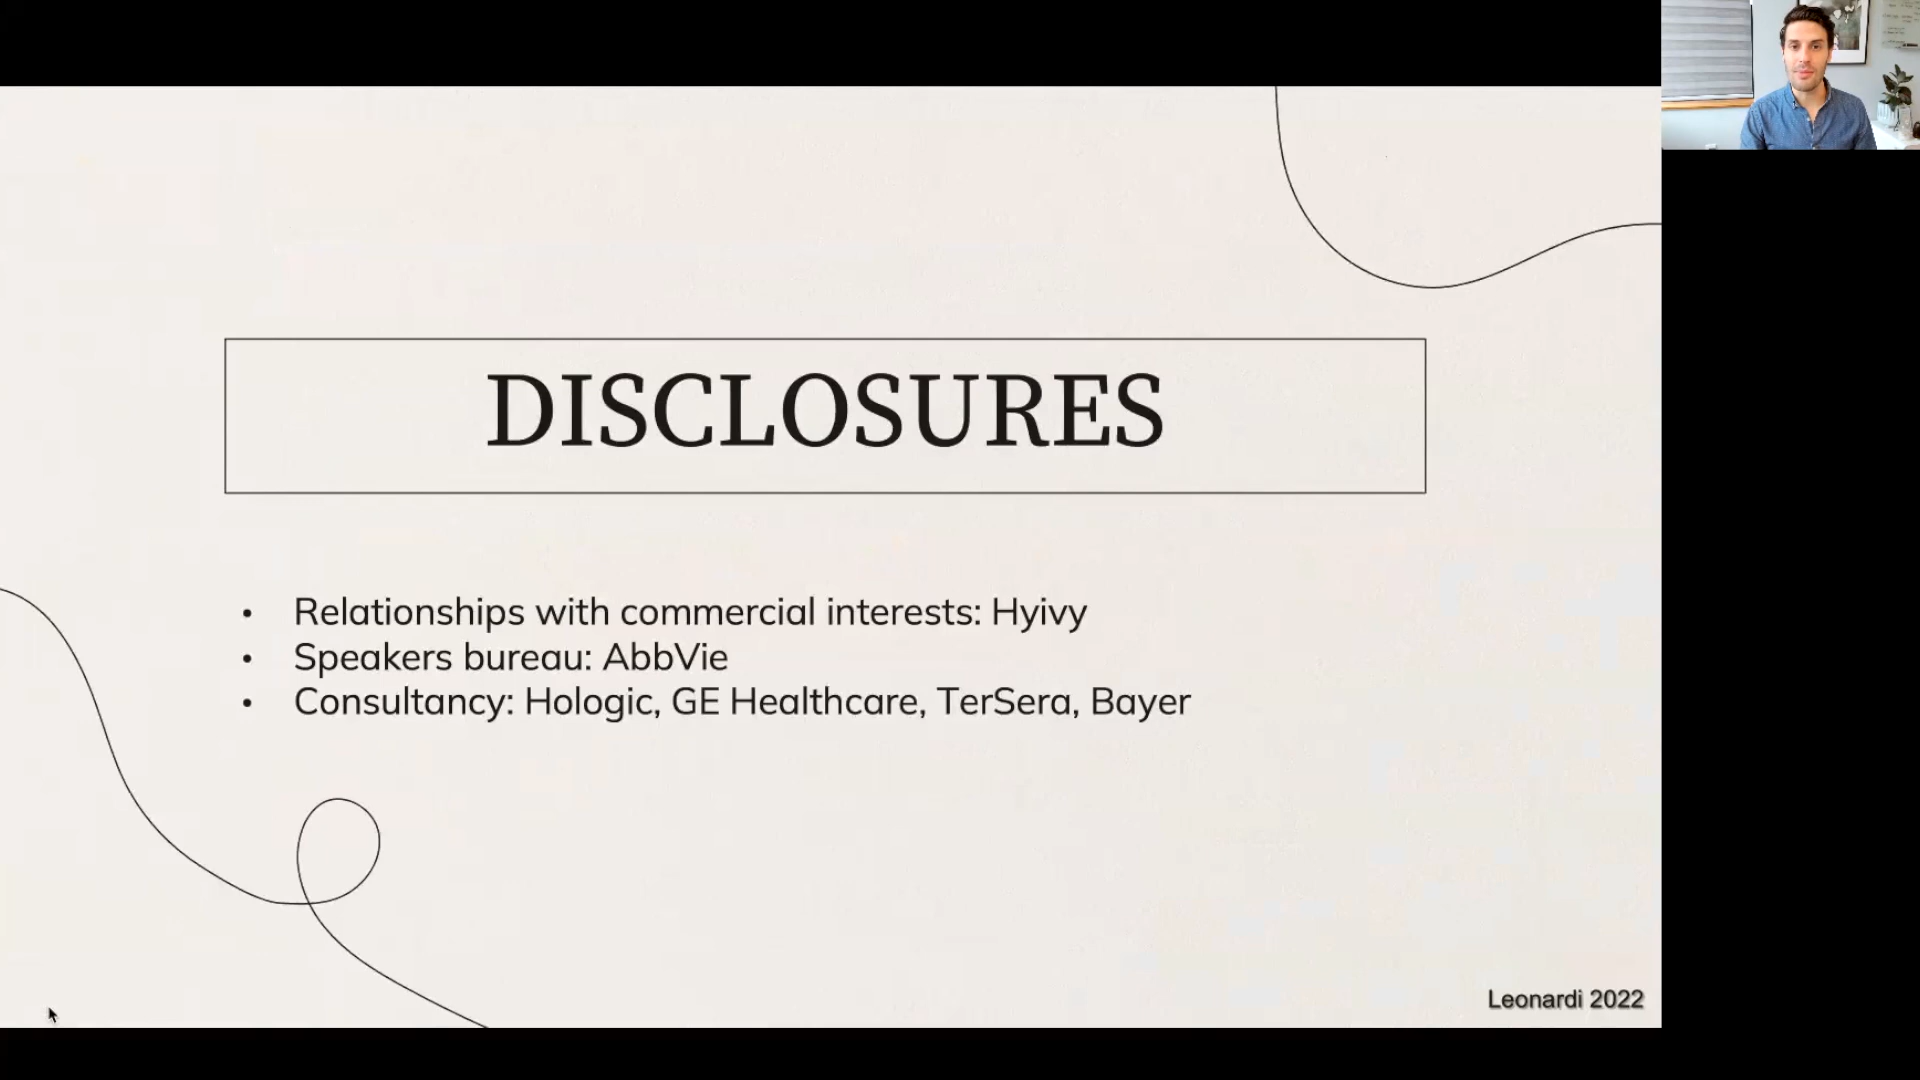 DISCLOSURES
• Relationships with commercial interests: Hyivy
• Speakers bureau: AbbVie
• Consultancy: Hologic, GE Healthcare, TerSera, Bayer
Leonardi 2022